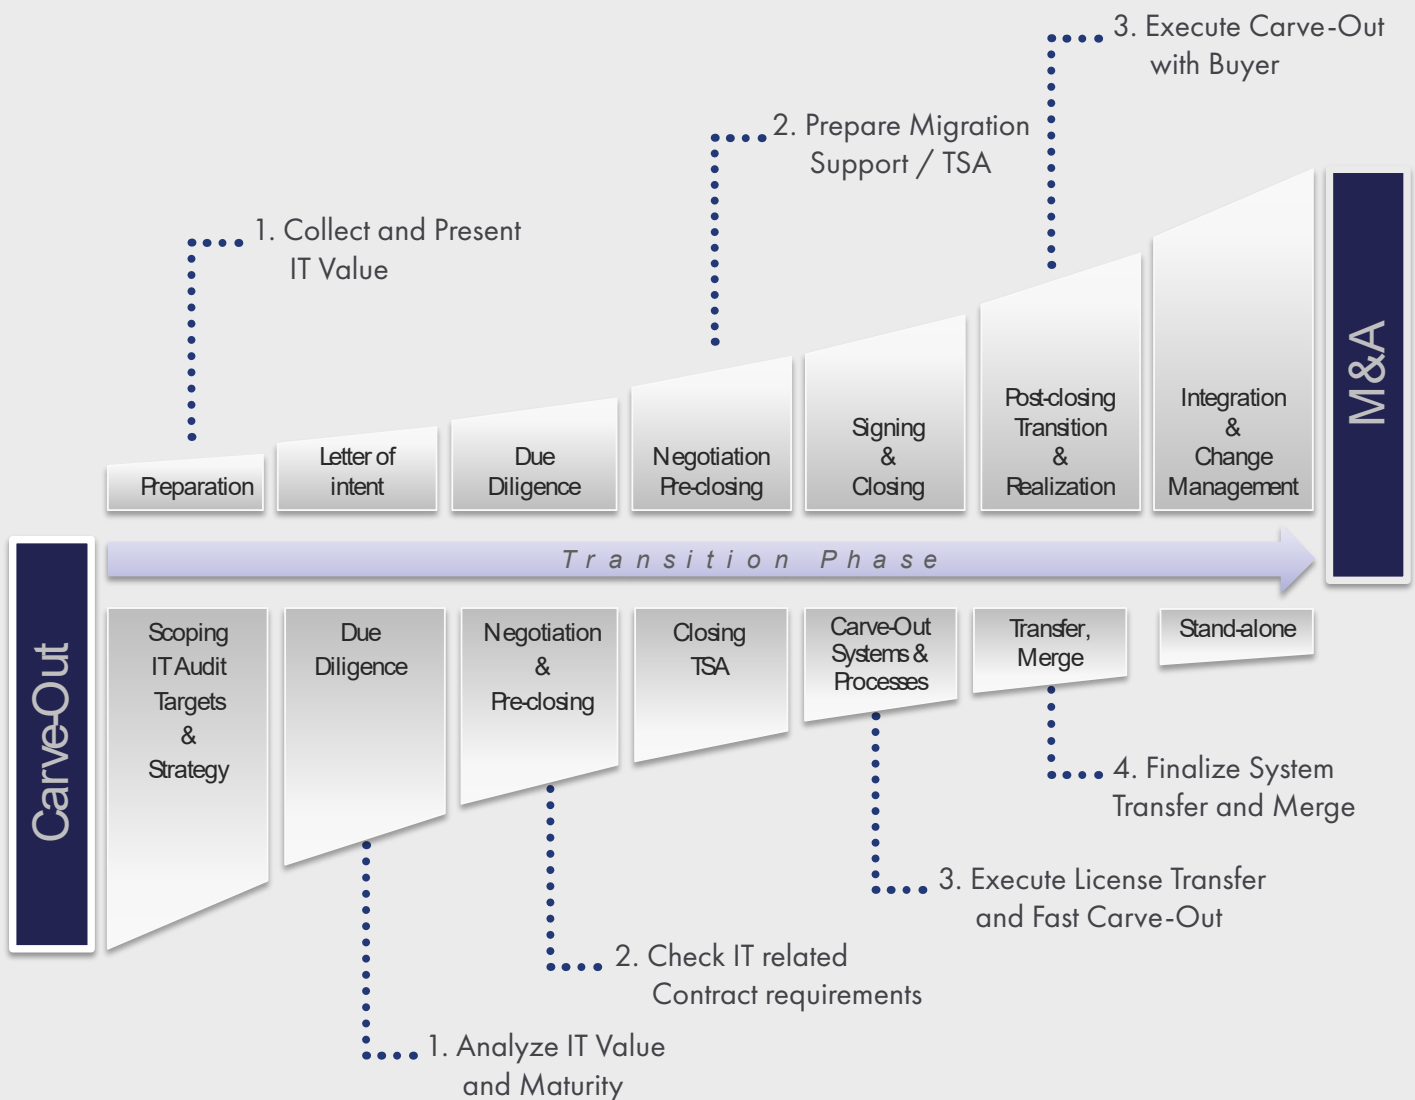 3. Execute Carve-Out
with Buyer
2. Prepare Migration
Support / TSA
1. Collect and Present
IT Value
M&A
Preparation
Letter of
intent
Due
Diligence
Negotiation
Pre-closing
Signing
&
Closing
Post-closing
Transition
&
Realization
Integration
&
Change
Management
Transition Phase
Carve-Out
Scoping
IT Audit
Targets
&
Strategy
Due
Diligence
Negotiation
&
Pre-closing
Closing
TSA
Carve-Out
Systems &
Processes
Transfer,
Merge
Stand-alone
4. Finalize System
Transfer and Merge
3. Execute License Transfer
and Fast Carve-Out
2. Check IT related
Contract requirements
1. Analyze IT Value
and Maturity